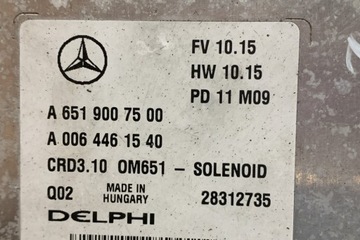 FV 10.15
HW 10.15
PD 11 M09
A 651 900 75 00
A 006 446 15 40
CRD3.10 OM651 – SOLENOID
Q02 MADE IN HUNGARY 28312735
DELPHI